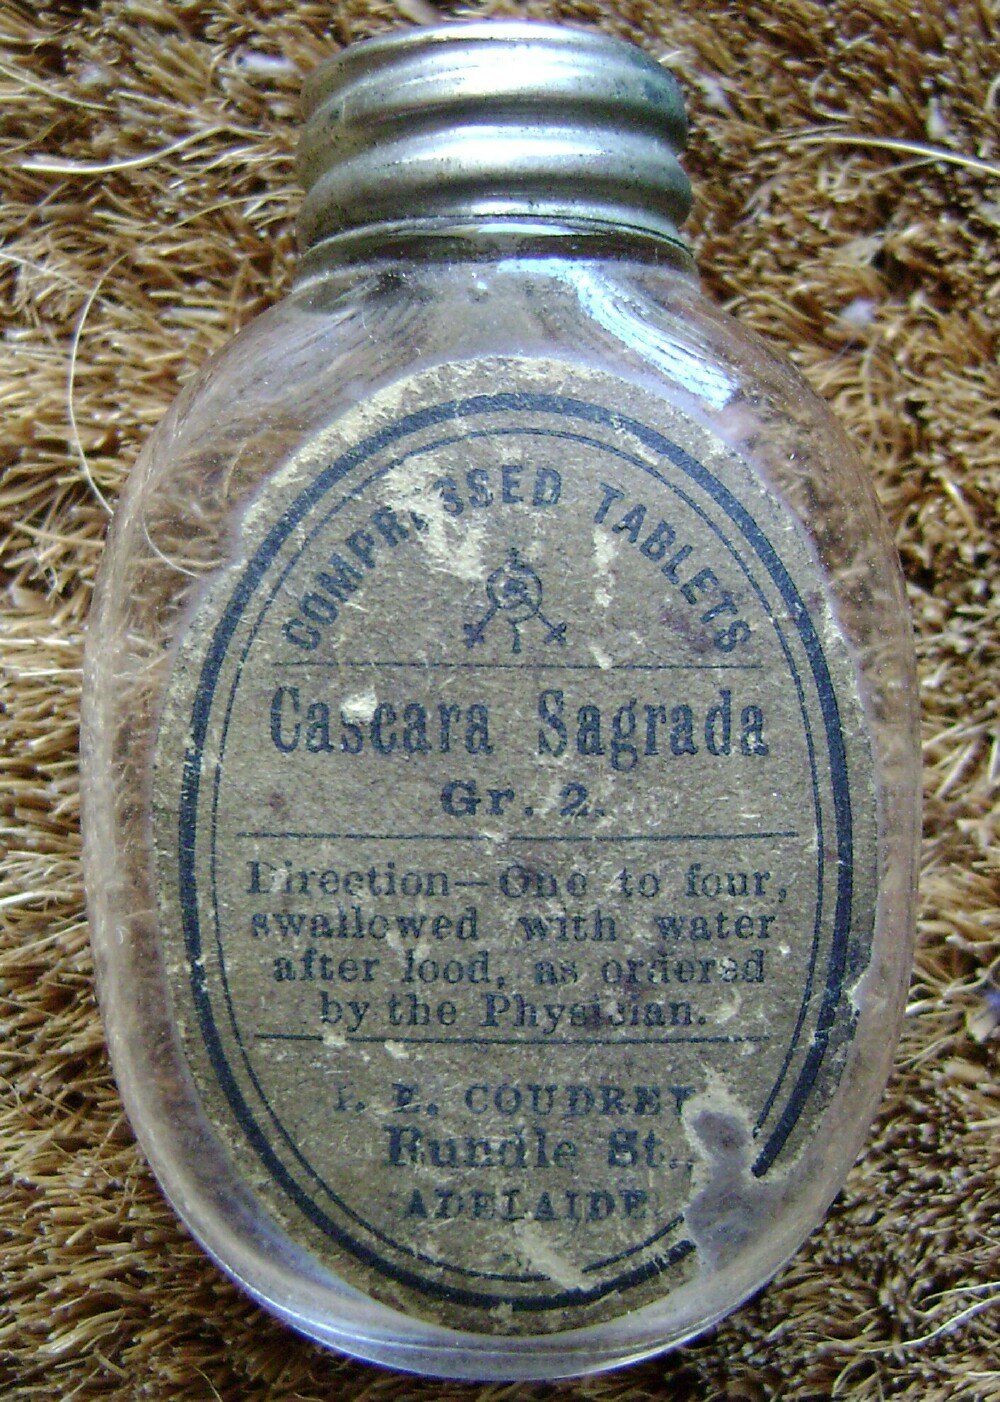 COMPRESSED TABLETS
Cascara Sagrada
Gr. 2.
Direction—One to four,
swallowed with water
after food, as ordered
by the Physician.
COUDREY
Rundle St.,
ADELAIDE.